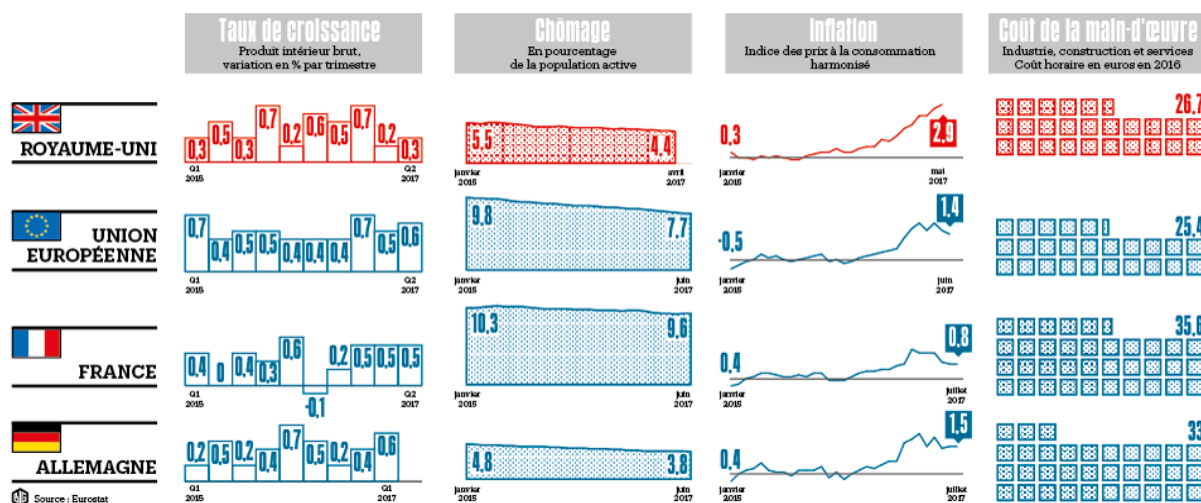 Taux de croissance
Produit intérieur brut,
variation en % par trimestre
Chômage
En pourcentage
de la population active
Inflation
Indice des prix à la consommation
harmonisé
Coût de la main-d'œuvre
Industrie, construction et services
Coût horaire en euros en 2016
ROYAUME-UNI
0,3 0,5 0,3 0,7 0,2 0,6 0,5 0,7 0,2 0,3
Q1
2015
Q2
2017
5,5 4,4
janvier
2015
avril
2017
0,3 2,9
janvier
2015
mai
2017
26,7
UNION
EUROPÉENNE
0,7 0,4 0,5 0,5 0,4 0,4 0,4 0,7 0,5 0,6
Q1
2015
Q2
2017
9,8 7,7
janvier
2015
juin
2017
-0,5 1,4
janvier
2015
juin
2017
25,4
FRANCE
0,4 0 0,4 0,3 0,6 -0,1 0,2 0,5 0,5 0,5
Q1
2015
Q2
2017
10,3 9,6
janvier
2015
juin
2017
0,4 0,8
janvier
2015
juillet
2017
35,6
ALLEMAGNE
0,2 0,5 0,2 0,4 0,7 0,5 0,2 0,4 0,6
Q1
2015
Q1
2017
4,8 3,8
janvier
2015
juin
2017
0,4 1,5
janvier
2015
juillet
2017
33
Source : Eurostat